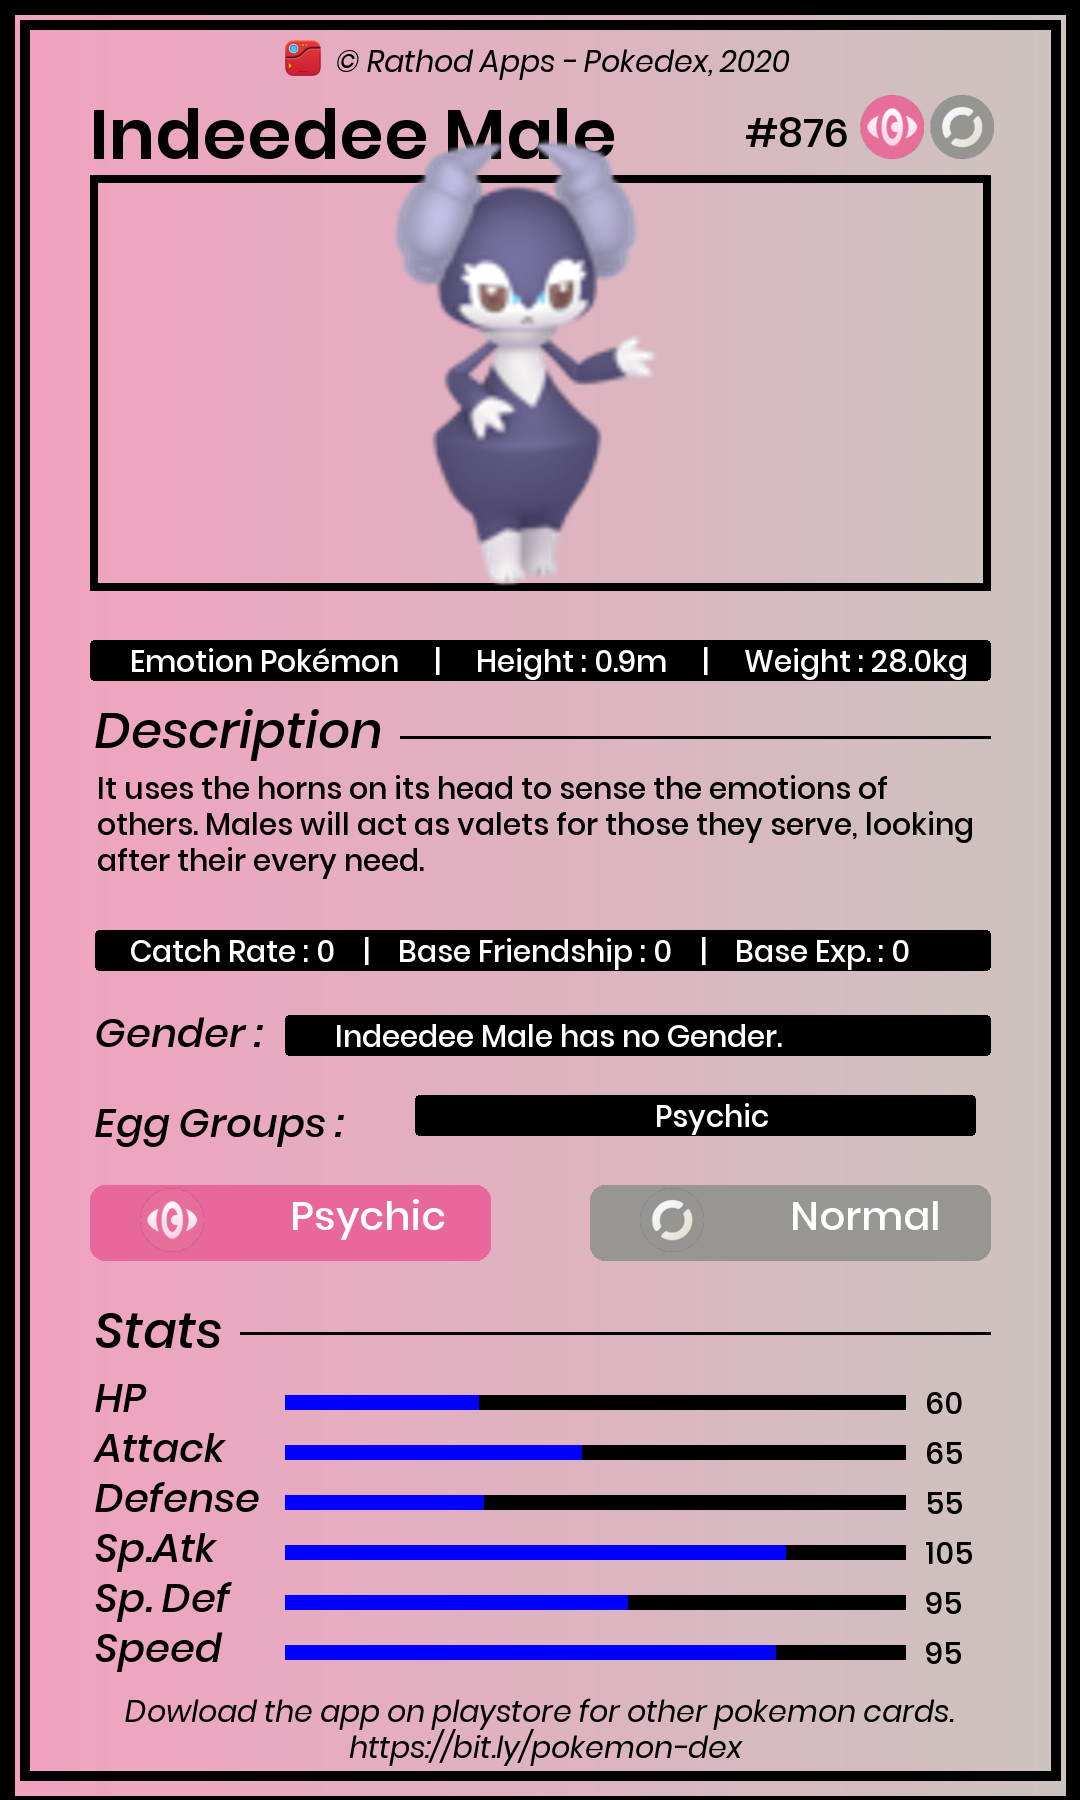 © Rathod Apps - Pokedex, 2020
Indeedee Male #876
Emotion Pokémon | Height : 0.9m | Weight : 28.0kg
Description
It uses the horns on its head to sense the emotions of
others. Males will act as valets for those they serve, looking
after their every need.
Catch Rate : 0 | Base Friendship : 0 | Base Exp. : 0
Gender : Indeedee Male has no Gender.
Egg Groups : Psychic
Psychic Normal
Stats
HP 60
Attack 65
Defense 55
Sp.Atk 105
Sp. Def 95
Speed 95
Dowload the app on playstore for other pokemon cards.
https://bit.ly/pokemon-dex